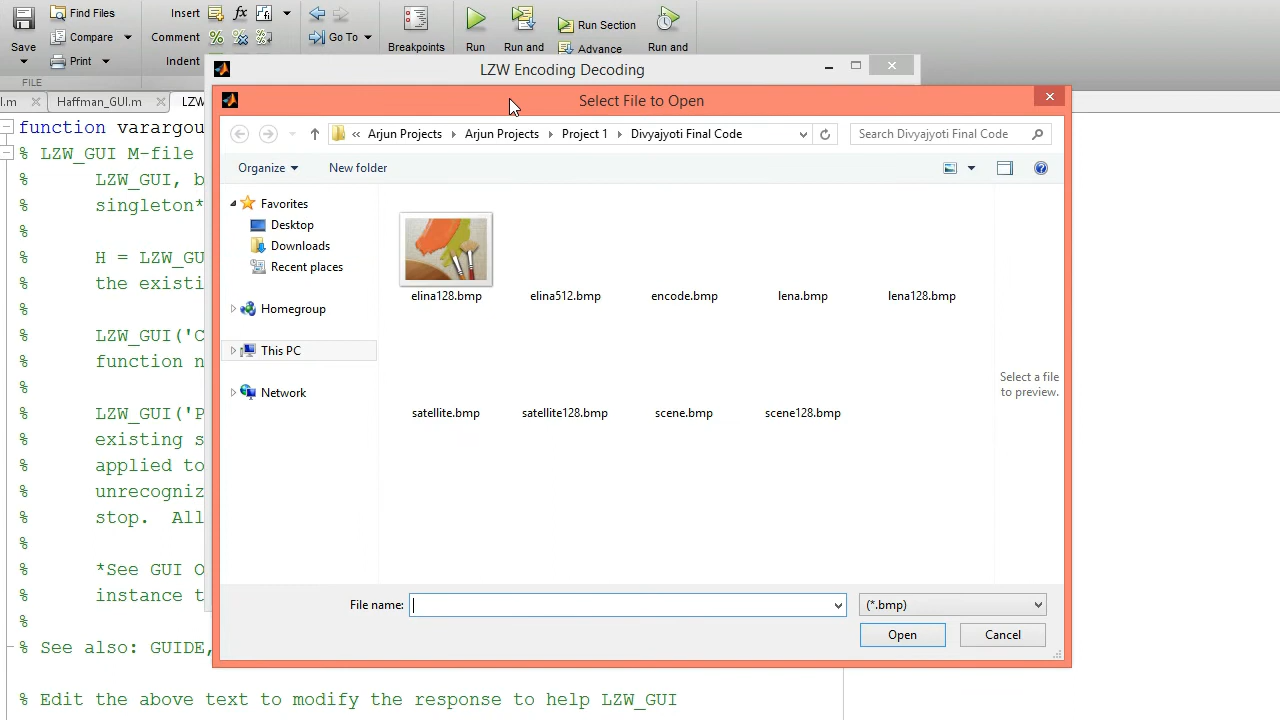 Find Files
Insert
fx
Save
Compare
Comment
Go To
Breakpoints
Run
Run and
Run Section
Advance
Run and
Print
Indent
FILE
LZW Encoding Decoding
l.m
Haffman_GUI.m
LZW
Select File to Open
« Arjun Projects Arjun Projects Project 1 Divyajyoti Final Code
Search Divyajyoti Final Code
Organize
New folder
Favorites
Desktop
Downloads
Recent places
Homegroup
This PC
Network
elina128.bmp
elina512.bmp
encode.bmp
lena.bmp
lena128.bmp
satellite.bmp
satellite128.bmp
scene.bmp
scene128.bmp
Select a file
to preview.
File name:
(*.bmp)
Open
Cancel
function varargou
% LZW_GUI M-file
% LZW_GUI, b
% singleton*
%
% H = LZW_GU
% the existi
%
% LZW_GUI('C
% function n
%
% LZW_GUI('P
% existing s
% applied to
% unrecogniz
% stop. All
%
% *See GUI O
% instance t
%
% See also: GUIDE,
% Edit the above text to modify the response to help LZW_GUI